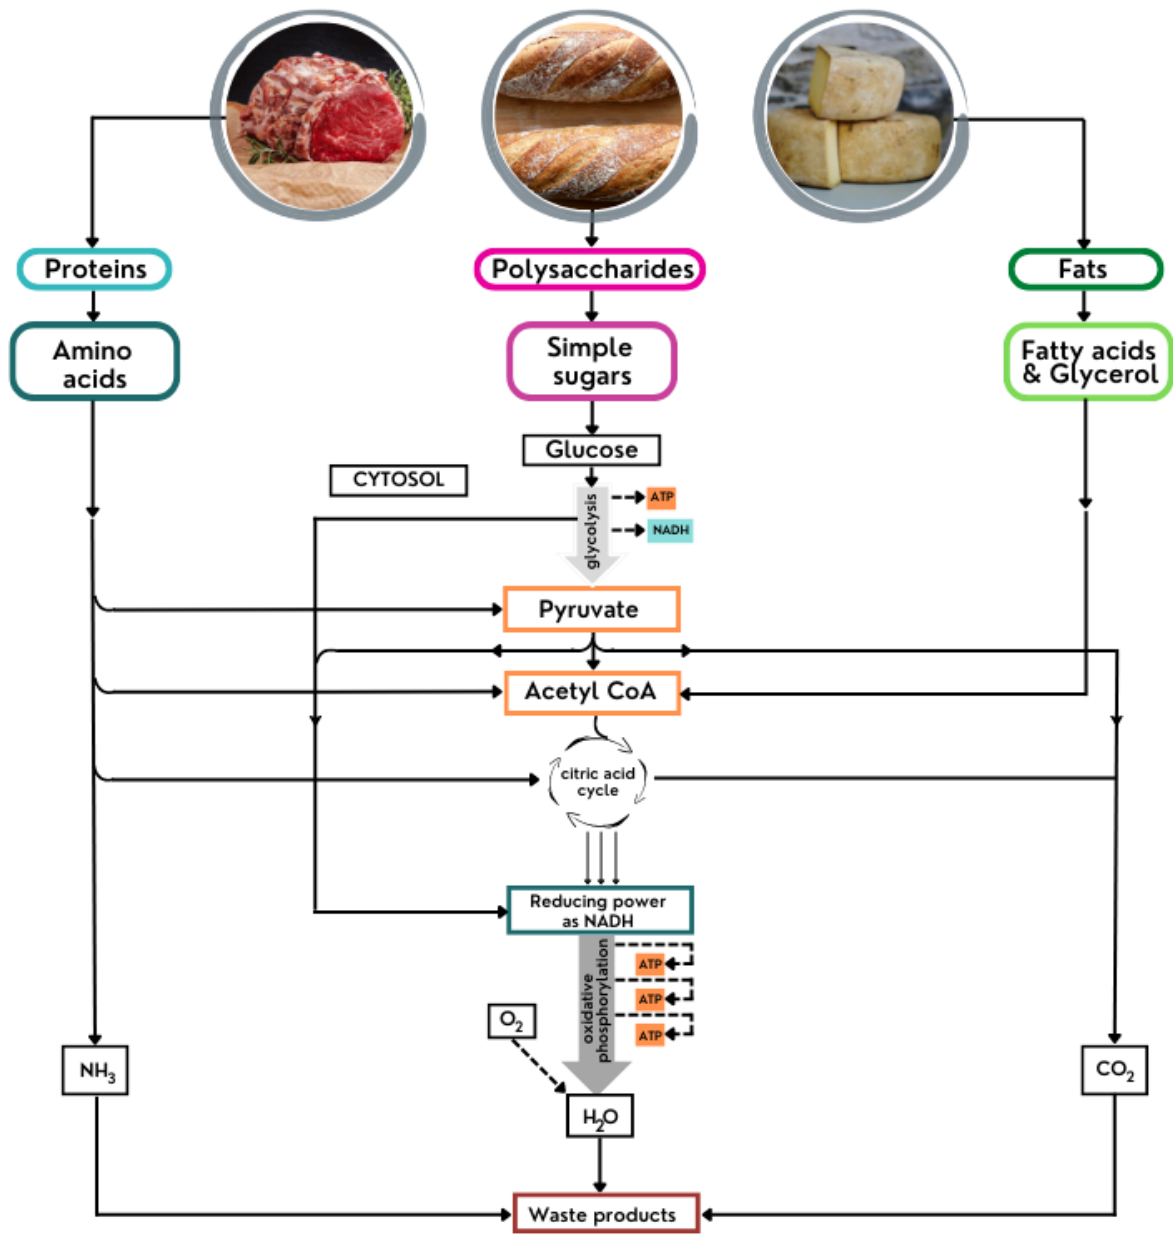 Proteins
Polysaccharides
Fats
Amino
acids
Simple
sugars
Fatty acids
& Glycerol
Glucose
CYTOSOL
glycolysis
ATP
NADH
Pyruvate
Acetyl CoA
citric acid
cycle
Reducing power
as NADH
oxidative
phosphorylation
ATP
ATP
ATP
O2
NH3
CO2
H2O
Waste products